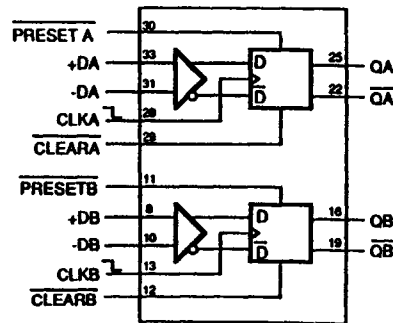 PRESET A 30
+DA 33 D 25 QA
-DA 31 D 22 QA
CLKA 28
CLEARA 29
PRESETB 11
+DB 8 D 16 QB
-DB 10 D 19 QB
CLKB 13
CLEARB 12